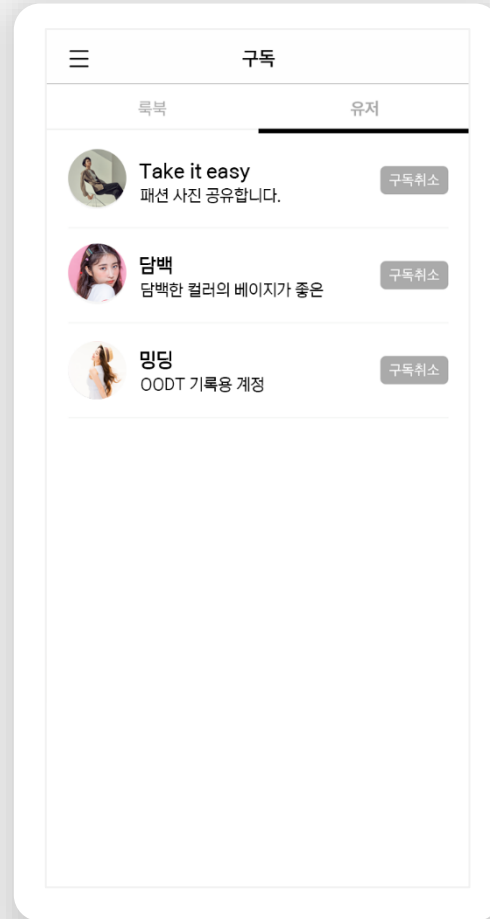 구독
룩북
유저
Take it easy
패션 사진 공유합니다.
구독취소
담백
담백한 컬러의 베이지가 좋은
구독취소
밍딩
OODT 기록용 계정
구독취소